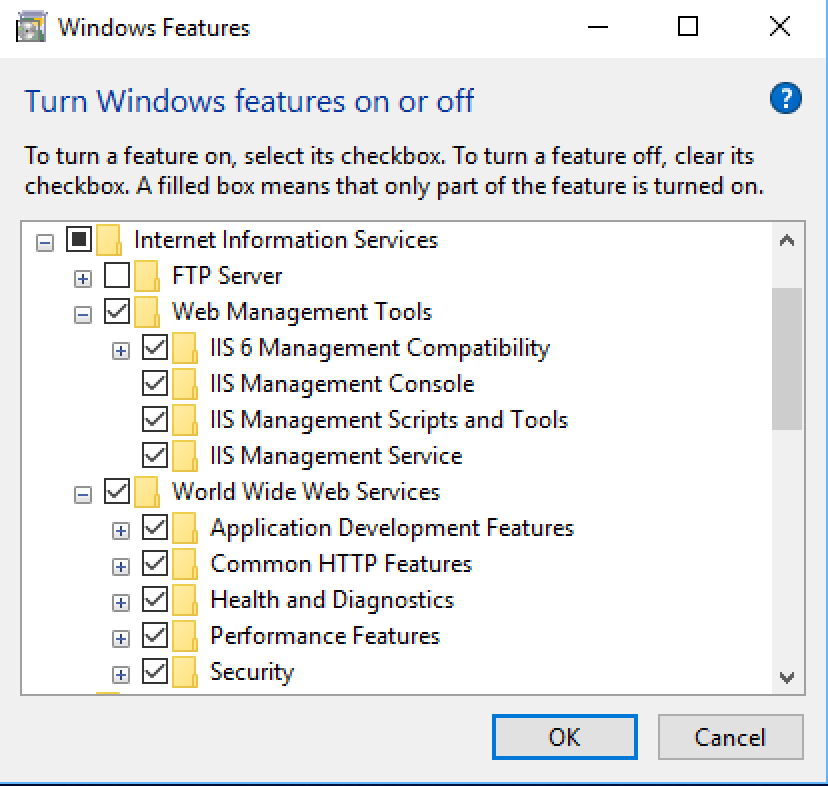 Windows Features
Turn Windows features on or off
?
To turn a feature on, select its checkbox. To turn a feature off, clear its
checkbox. A filled box means that only part of the feature is turned on.
Internet Information Services
FTP Server
Web Management Tools
IIS 6 Management Compatibility
IIS Management Console
IIS Management Scripts and Tools
IIS Management Service
World Wide Web Services
Application Development Features
Common HTTP Features
Health and Diagnostics
Performance Features
Security
OK
Cancel